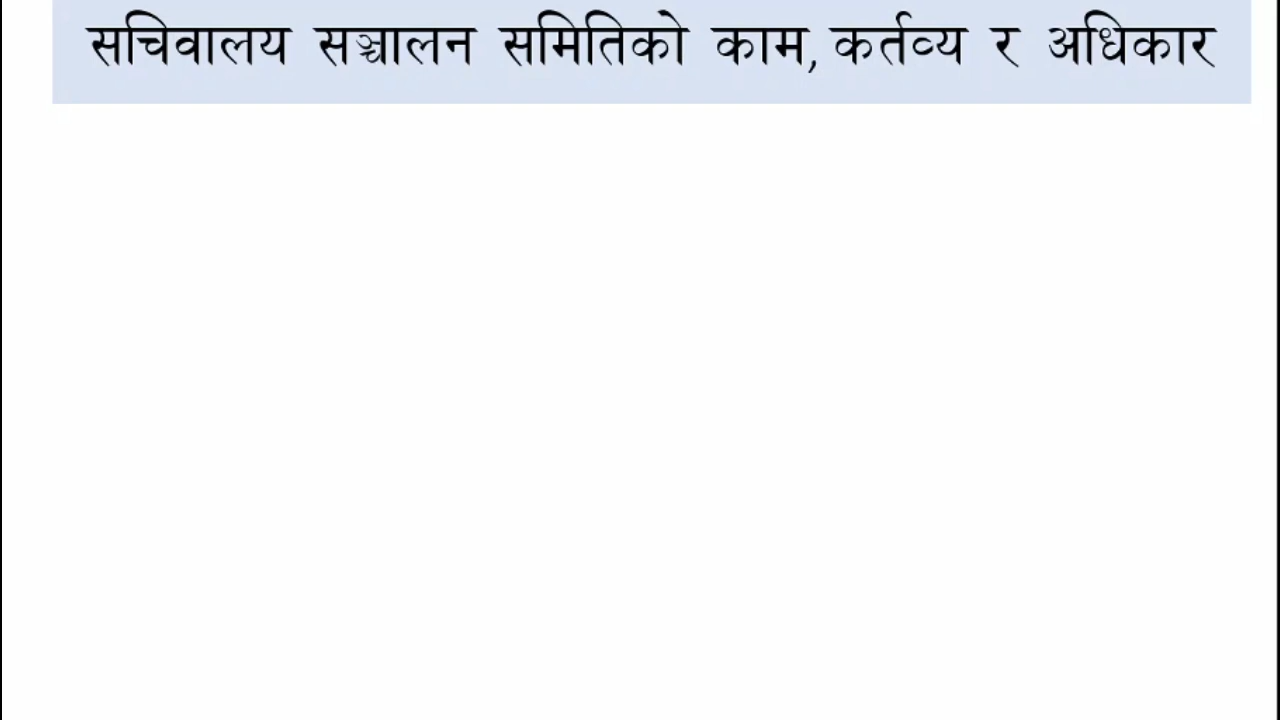 सचिवालय सञ्चालन समितिको काम, कर्तव्य र अधिकार